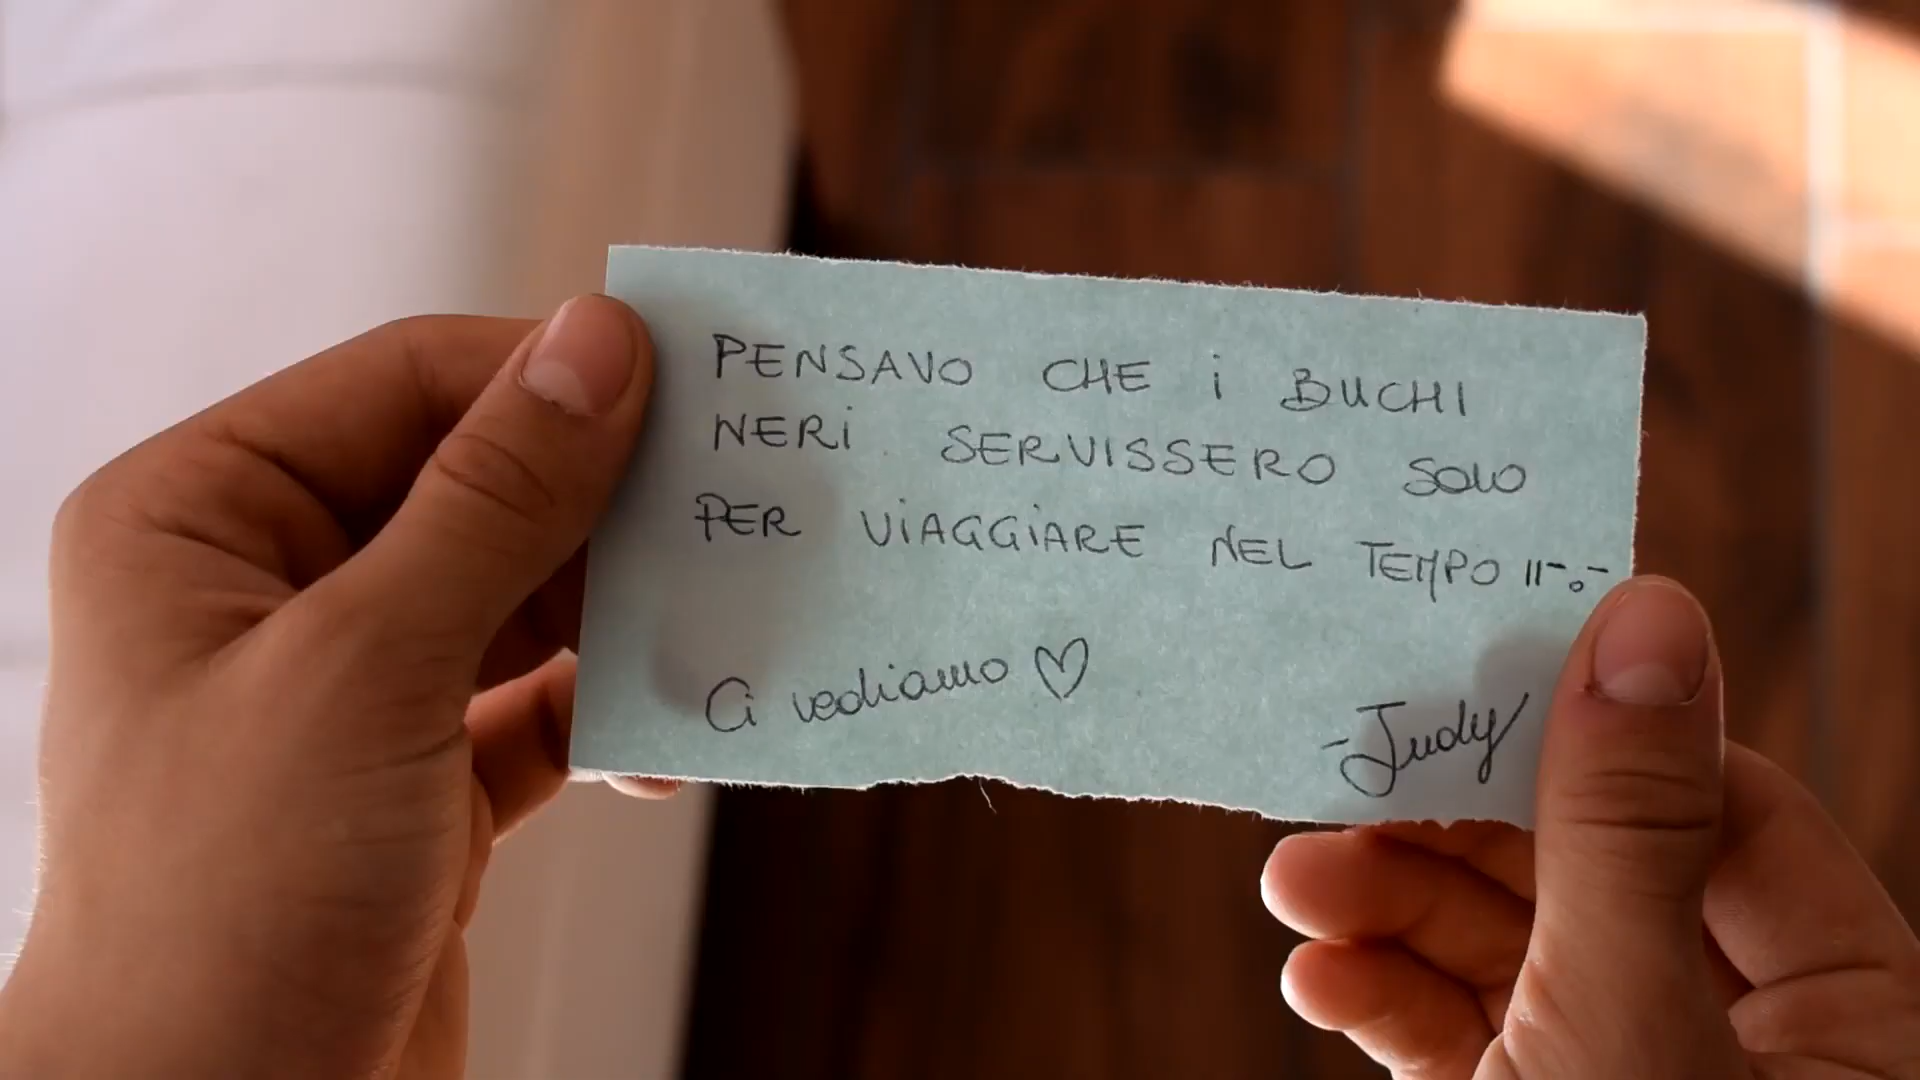 PENSAVO CHE i BUCHI
NERi SERVISSERO SOLO
PER ViAGGiARE NEL TEMPO
Ci vediamo ♡
-Judy